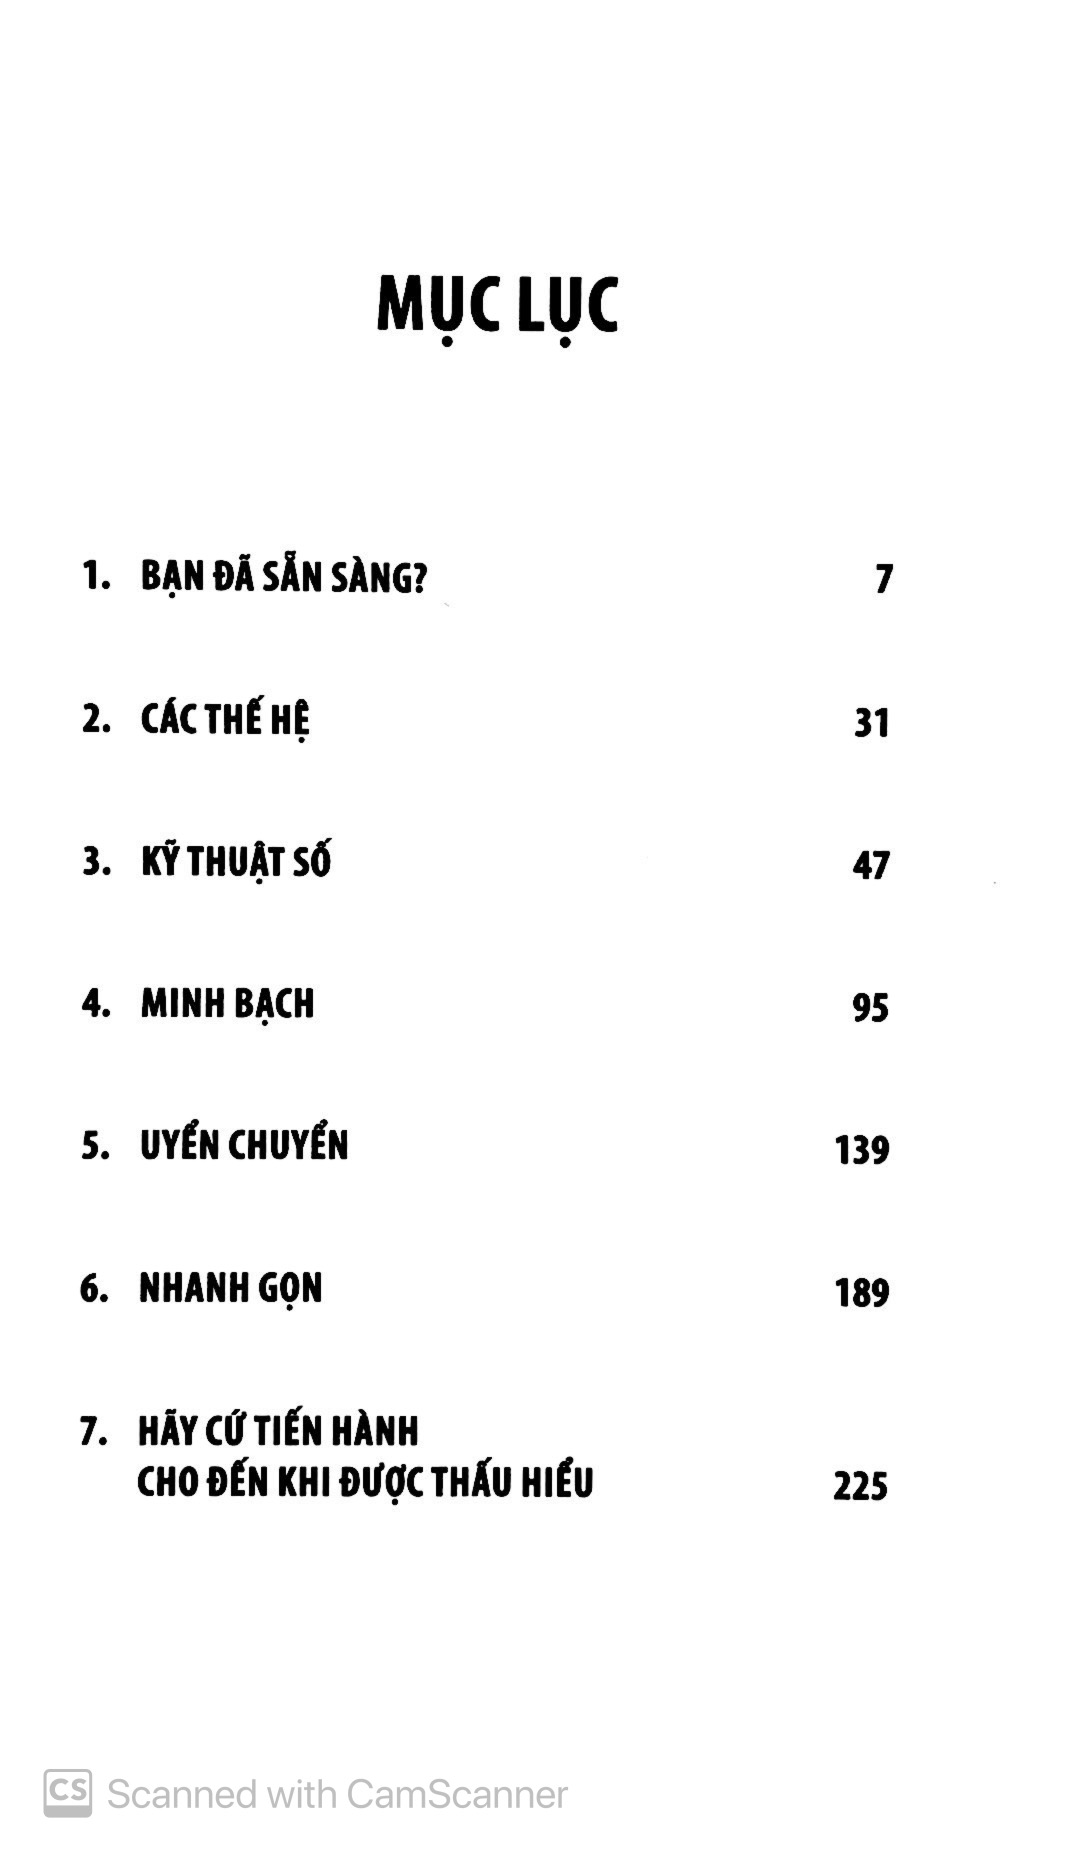 MỤC LỤC
1. BẠN ĐÃ SẴN SÀNG? 7
2. CÁC THẾ HỆ 31
3. KỸ THUẬT SỐ 47
4. MINH BẠCH 95
5. UYỂN CHUYỂN 139
6. NHANH GỌN 189
7. HÃY CỨ TIẾN HÀNH
CHO ĐẾN KHI ĐƯỢC THẤU HIỂU 225
CS Scanned with CamScanner